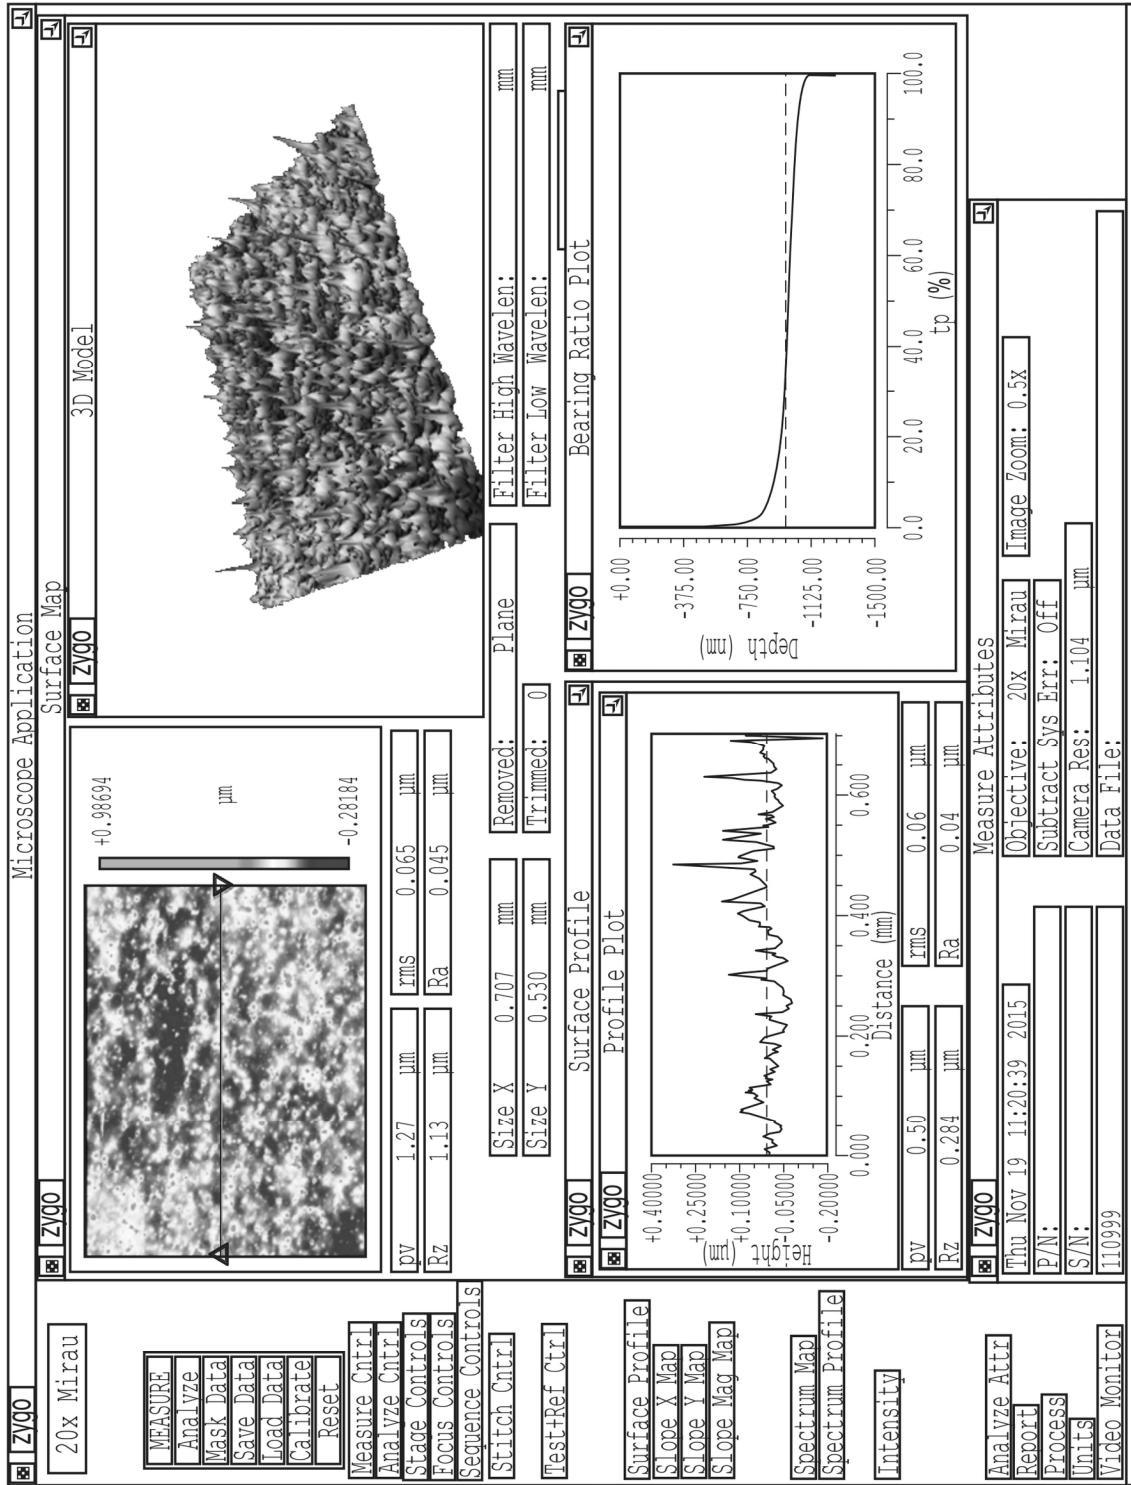 zygo
Microscope Application
20x Mirau
MEASURE
Analyze
Mask Data
Save Data
Load Data
Calibrate
Reset
Measure Cntrl
Analyze Cntrl
Stage Controls
Focus Controls
Sequence Controls
Stitch Cntrl
Test+Ref Ctrl
Surface Profile
Slope X Map
Slope Y Map
Slope Mag Map
Spectrum Map
Spectrum Profile
Intensity
Analyze Attr
Report
Process
Units
Video Monitor
zygo
Surface Map
+0.98694
µm
-0.28184
pv 1.27 µm
rms 0.065 µm
Rz 1.13 µm
Ra 0.045 µm
Size X 0.707 mm
Size Y 0.530 mm
Removed: Plane
Trimmed: 0
zygo
3D Model
Filter High Wavelen: mm
Filter Low Wavelen: mm
zygo
Surface Profile
zygo
Profile Plot
Height (µm)
+0.40000
+0.25000
+0.10000
-0.05000
-0.20000
0.000
0.200
0.400
0.600
Distance (mm)
pv 0.50 µm
rms 0.06 µm
Rz 0.284 µm
Ra 0.04 µm
zygo
Bearing Ratio Plot
Depth (nm)
+0.00
-375.00
-750.00
-1125.00
-1500.00
0.0
20.0
40.0
60.0
80.0
100.0
tp (%)
zygo
Measure Attributes
Thu Nov 19 11:20:39 2015
P/N:
S/N:
110999
Objective: 20x Mirau
Image Zoom: 0.5x
Subtract Sys Err: Off
Camera Res: 1.104 µm
Data File: